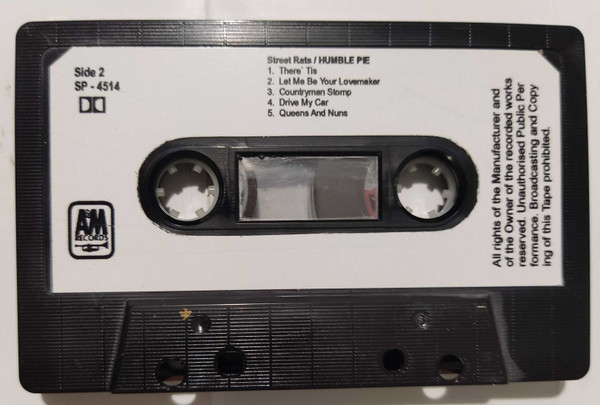 Side 2
SP - 4514
Street Rats / HUMBLE PIE
1. There´ Tis
2. Let Me Be Your Lovemaker
3. Countryman Stomp
4. Drive My Car
5. Queens And Nuns
A&M
RECORDS
All rights of the Manufacturer and
of the Owner of the recorded works
reserved. Unauthorised Public Per
formance. Broadcasting and Copy
ing of this Tape prohibited.